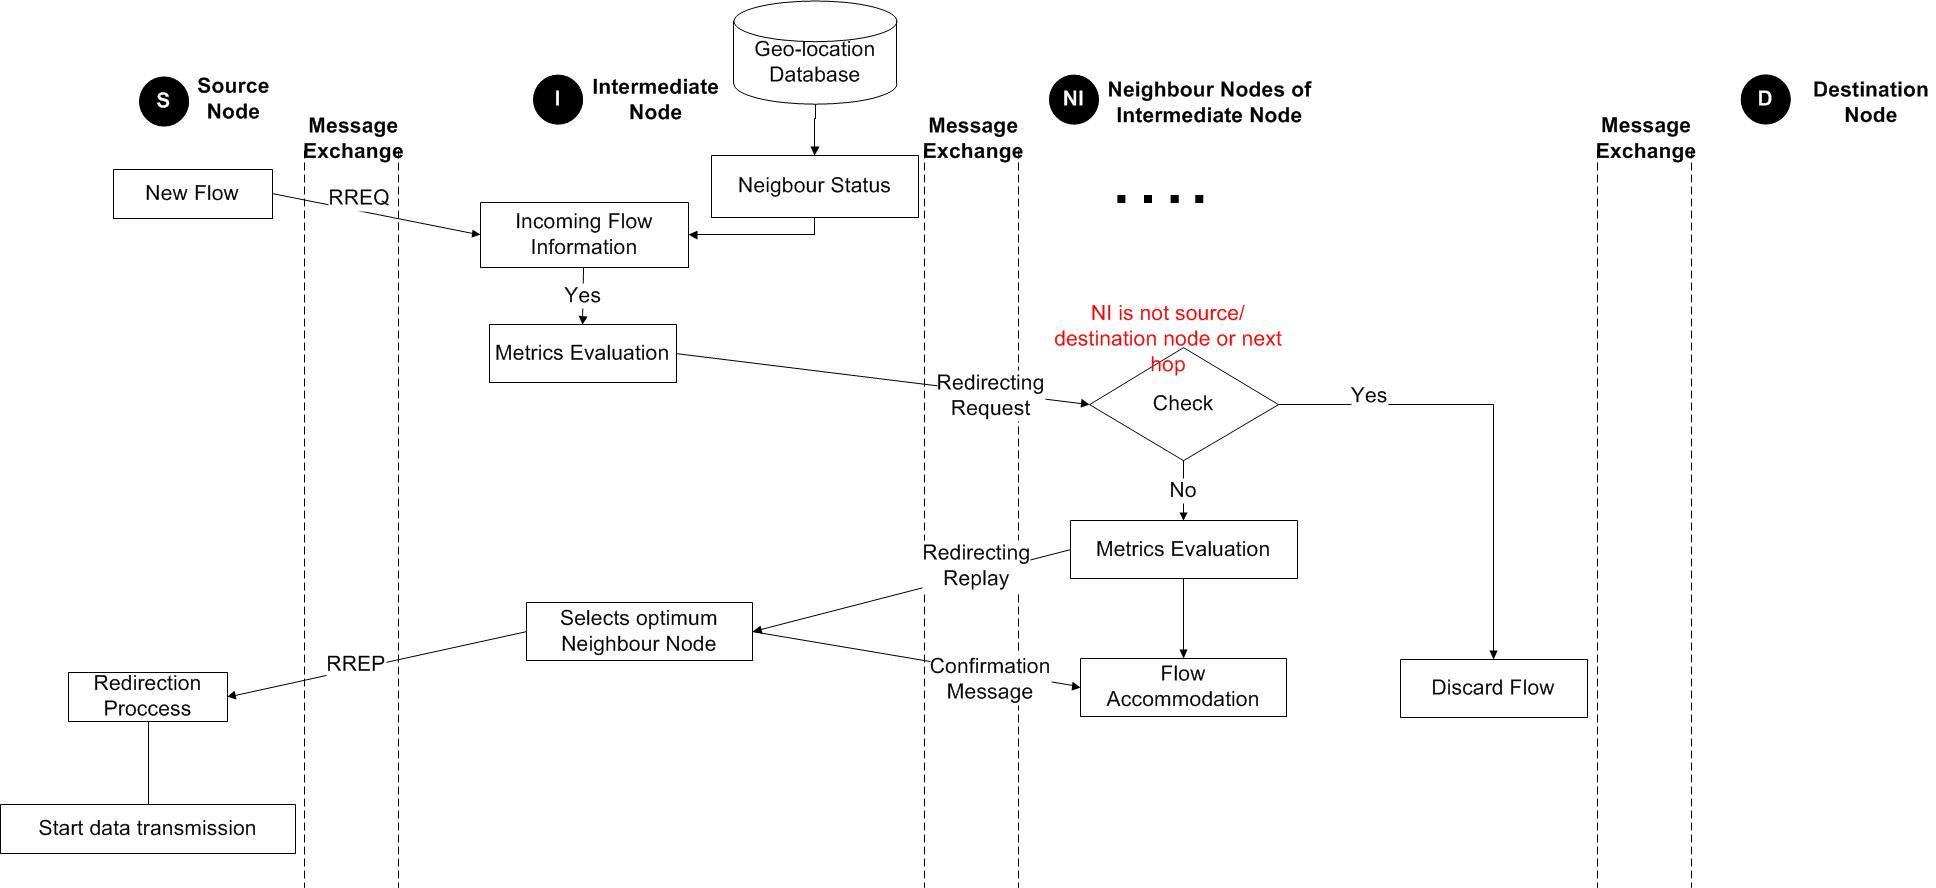 Geo-location
Database
S
Source
Node
I
Intermediate
Node
NI
Neighbour Nodes of
Intermediate Node
D
Destination
Node
Message
Exchange
Message
Exchange
Message
Exchange
New Flow
RREQ
Neigbour Status
Incoming Flow
Information
Yes
Metrics Evaluation
NI is not source/
destination node or next
hop
Redirecting
Request
Check
Yes
No
Metrics Evaluation
Redirecting
Replay
Selects optimum
Neighbour Node
RREP
Confirmation
Message
Flow
Accommodation
Discard Flow
Redirection
Proccess
Start data transmission